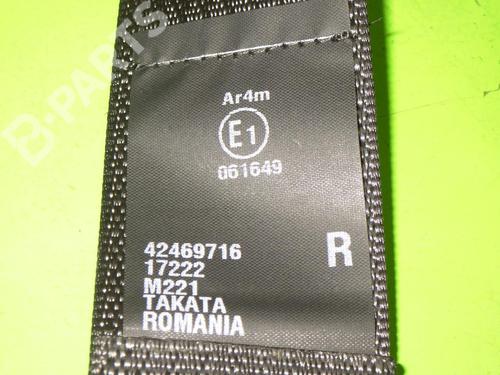 B-PARTS
Ar4m
E1
061649
42469716
17222
M221
TAKATA
ROMANIA
R